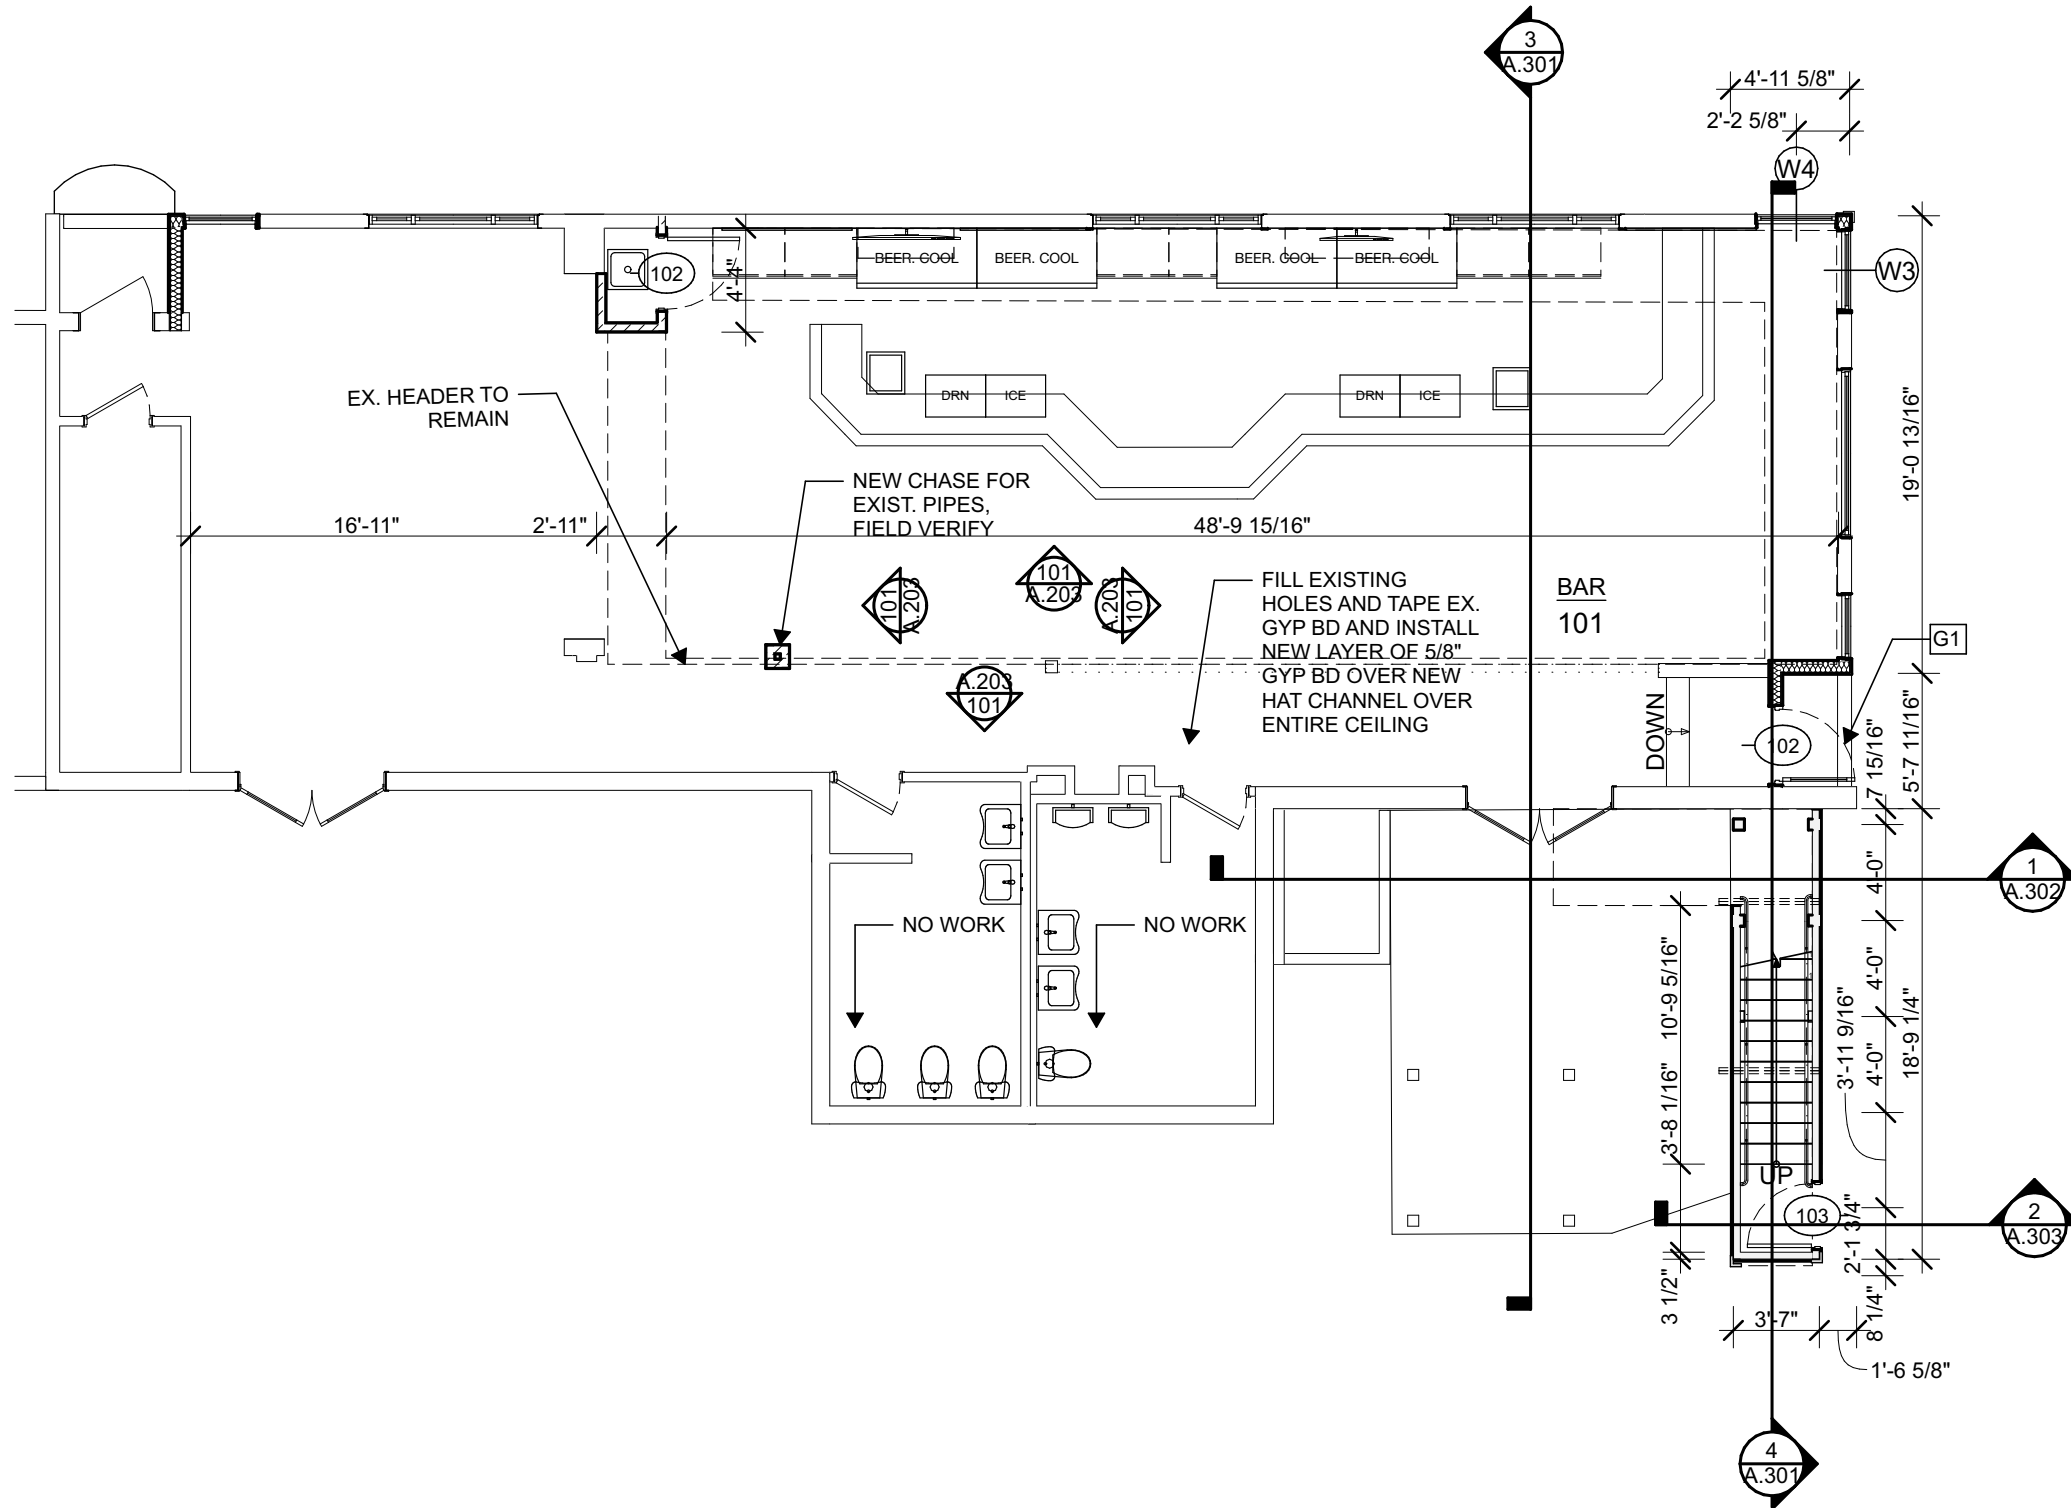 3
A.301
4'-11 5/8"
2'-2 5/8"
W4
W3
102
4'-4"
BEER. COOL
BEER. COOL
BEER. COOL
BEER. COOL
DRN
ICE
DRN
ICE
EX. HEADER TO
REMAIN
19'-0 13/16"
NEW CHASE FOR
EXIST. PIPES,
FIELD VERIFY
16'-11"
2'-11"
48'-9 15/16"
101
A.203
101
A.203
101
A.203
A.203
101
FILL EXISTING
HOLES AND TAPE EX.
GYP BD AND INSTALL
NEW LAYER OF 5/8"
GYP BD OVER NEW
HAT CHANNEL OVER
ENTIRE CEILING
BAR
101
G1
DOWN
102
7 15/16"
5'-7 11/16"
1
A.302
NO WORK
NO WORK
4'-0"
4'-0"
4'-0"
10'-9 5/16"
3'-8 1/16"
3'-11 9/16"
18'-9 1/4"
UP
103
2
A.303
2'-1 3/4"
3 1/2"
8 1/4"
3'-7"
1'-6 5/8"
4
A.301